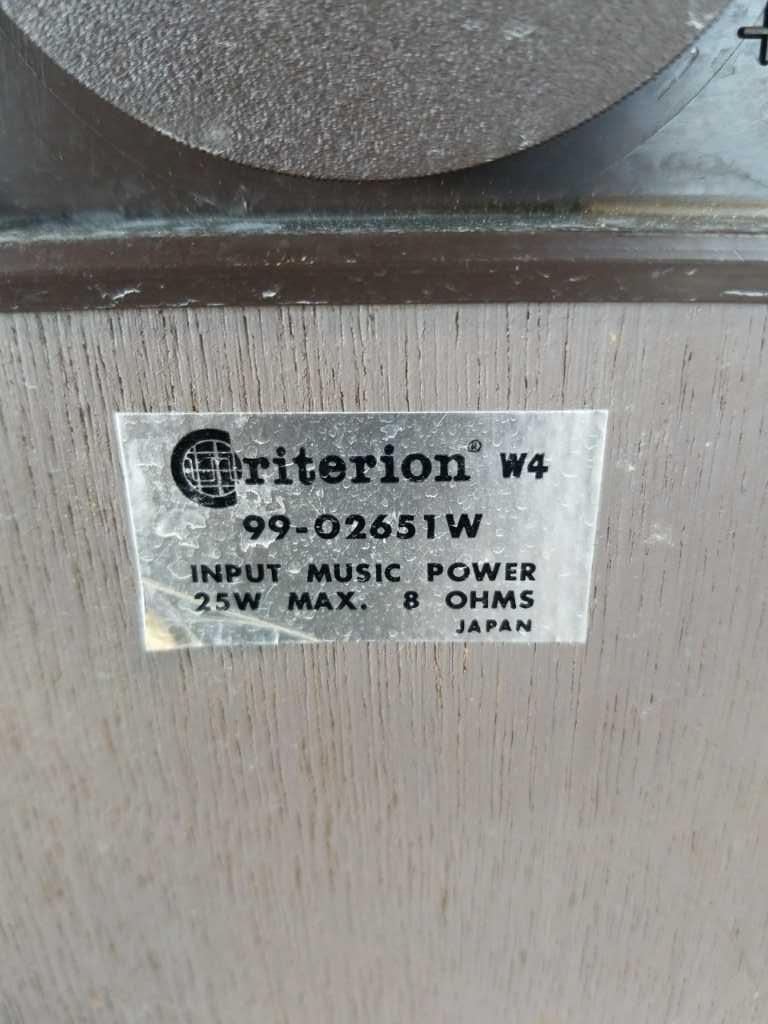 Criterion® W4
99-02651W
INPUT MUSIC POWER
25W MAX. 8 OHMS
JAPAN